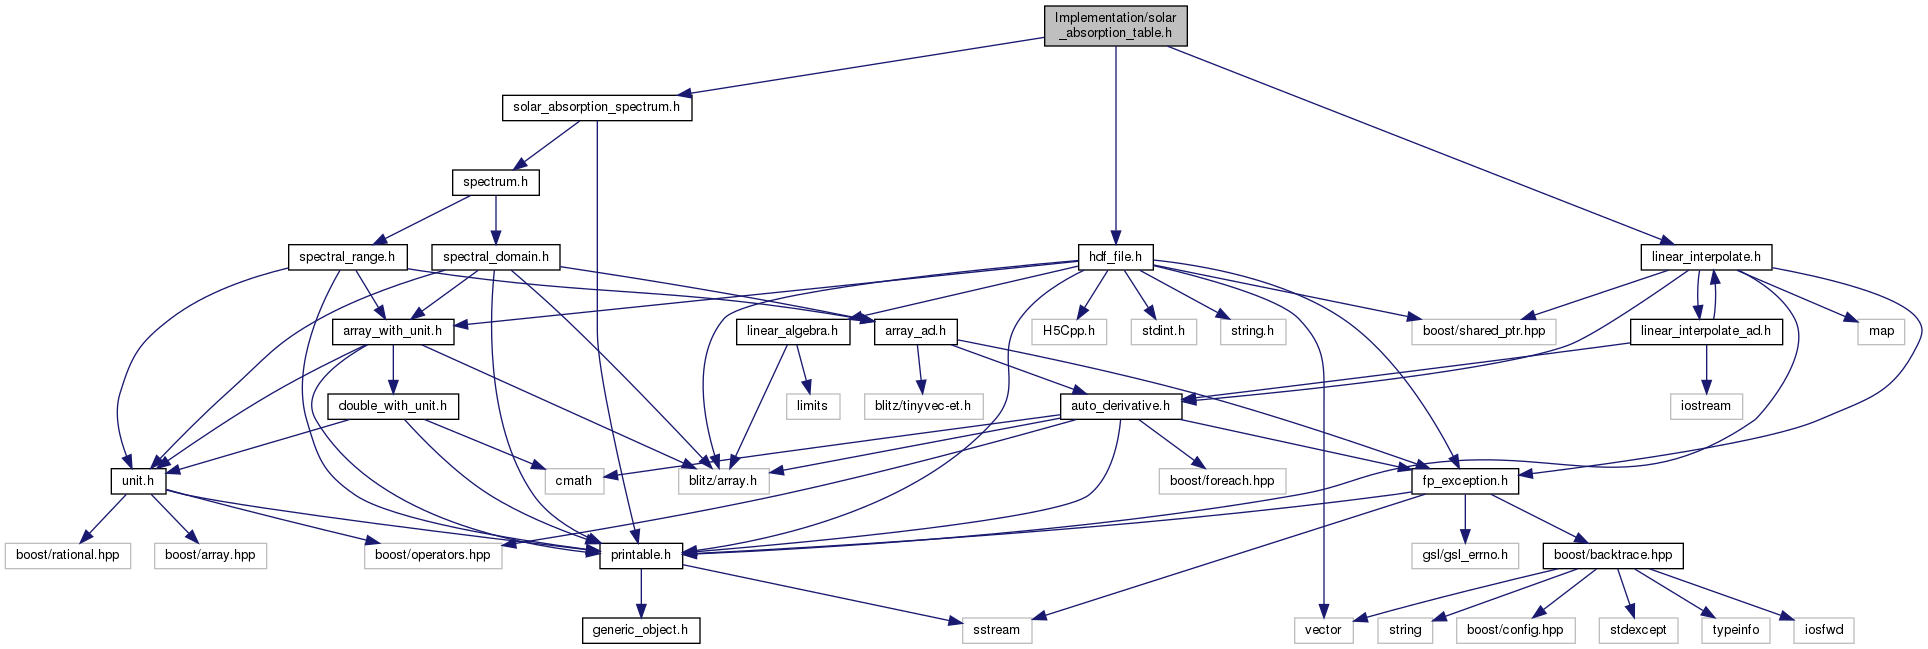 Implementation/solar
_absorption_table.h
solar_absorption_spectrum.h
spectrum.h
spectral_range.h
spectral_domain.h
hdf_file.h
linear_interpolate.h
array_with_unit.h
linear_algebra.h
array_ad.h
H5Cpp.h
stdint.h
string.h
boost/shared_ptr.hpp
linear_interpolate_ad.h
map
double_with_unit.h
limits
blitz/tinyvec-et.h
auto_derivative.h
iostream
unit.h
cmath
blitz/array.h
boost/foreach.hpp
fp_exception.h
boost/rational.hpp
boost/array.hpp
boost/operators.hpp
printable.h
gsl/gsl_errno.h
boost/backtrace.hpp
generic_object.h
sstream
vector
string
boost/config.hpp
stdexcept
typeinfo
iosfwd